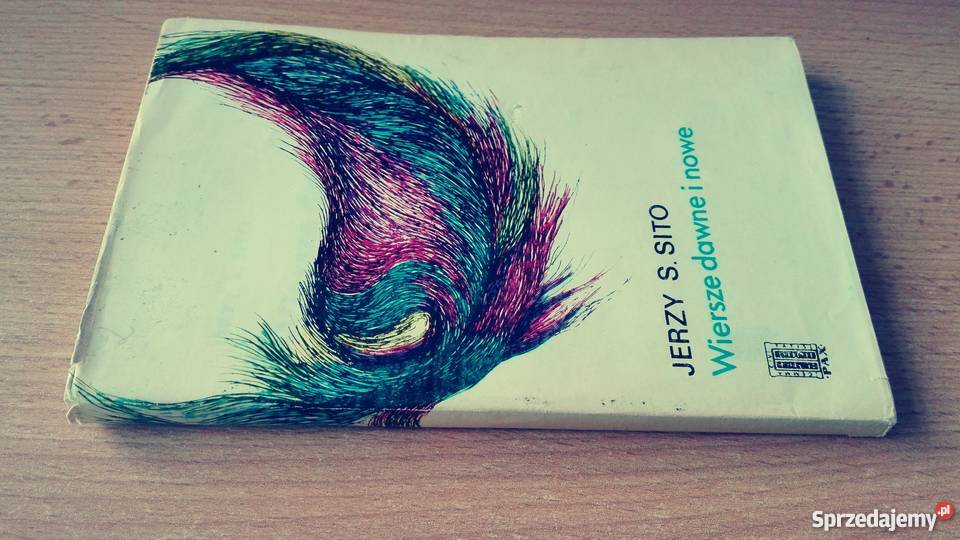 JERZY S. SITO
Wiersze dawne i nowe
·PAX·
Sprzedajemy.pl